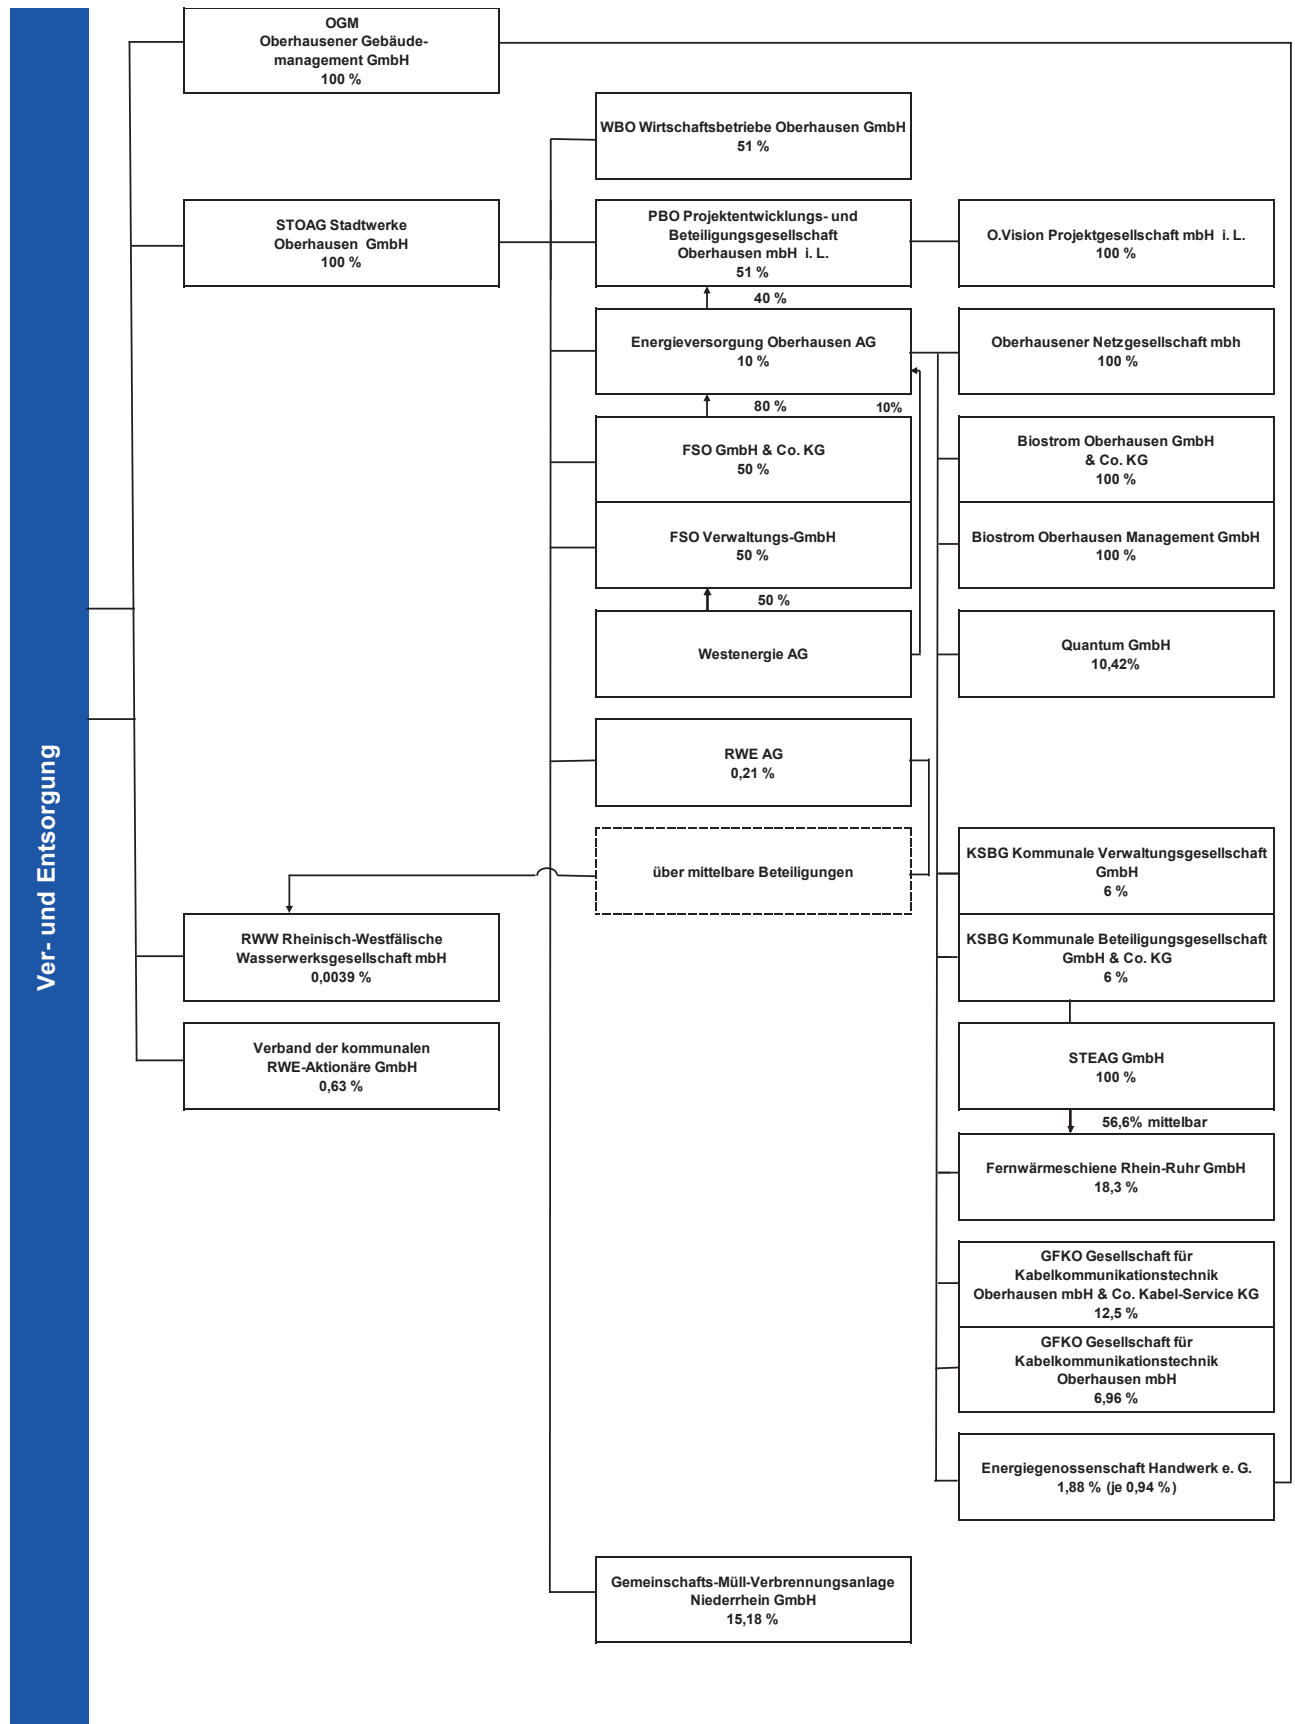 Ver- und Entsorgung
OGM
Oberhausener Gebäude-
management GmbH
100 %
STOAG Stadtwerke
Oberhausen GmbH
100 %
RWW Rheinisch-Westfälische
Wasserwerksgesellschaft mbH
0,0039 %
Verband der kommunalen
RWE-Aktionäre GmbH
0,63 %
WBO Wirtschaftsbetriebe Oberhausen GmbH
51 %
PBO Projektentwicklungs- und
Beteiligungsgesellschaft
Oberhausen mbH i. L.
51 %
40 %
Energieversorgung Oberhausen AG
10 %
80 %
10%
FSO GmbH & Co. KG
50 %
FSO Verwaltungs-GmbH
50 %
50 %
Westenergie AG
RWE AG
0,21 %
über mittelbare Beteiligungen
Gemeinschafts-Müll-Verbrennungsanlage
Niederrhein GmbH
15,18 %
O.Vision Projektgesellschaft mbH i. L.
100 %
Oberhausener Netzgesellschaft mbh
100 %
Biostrom Oberhausen GmbH
& Co. KG
100 %
Biostrom Oberhausen Management GmbH
100 %
Quantum GmbH
10,42%
KSBG Kommunale Verwaltungsgesellschaft
GmbH
6 %
KSBG Kommunale Beteiligungsgesellschaft
GmbH & Co. KG
6 %
STEAG GmbH
100 %
56,6% mittelbar
Fernwärmeschiene Rhein-Ruhr GmbH
18,3 %
GFKO Gesellschaft für
Kabelkommunikationstechnik
Oberhausen mbH & Co. Kabel-Service KG
12,5 %
GFKO Gesellschaft für
Kabelkommunikationstechnik
Oberhausen mbH
6,96 %
Energiegenossenschaft Handwerk e. G.
1,88 % (je 0,94 %)